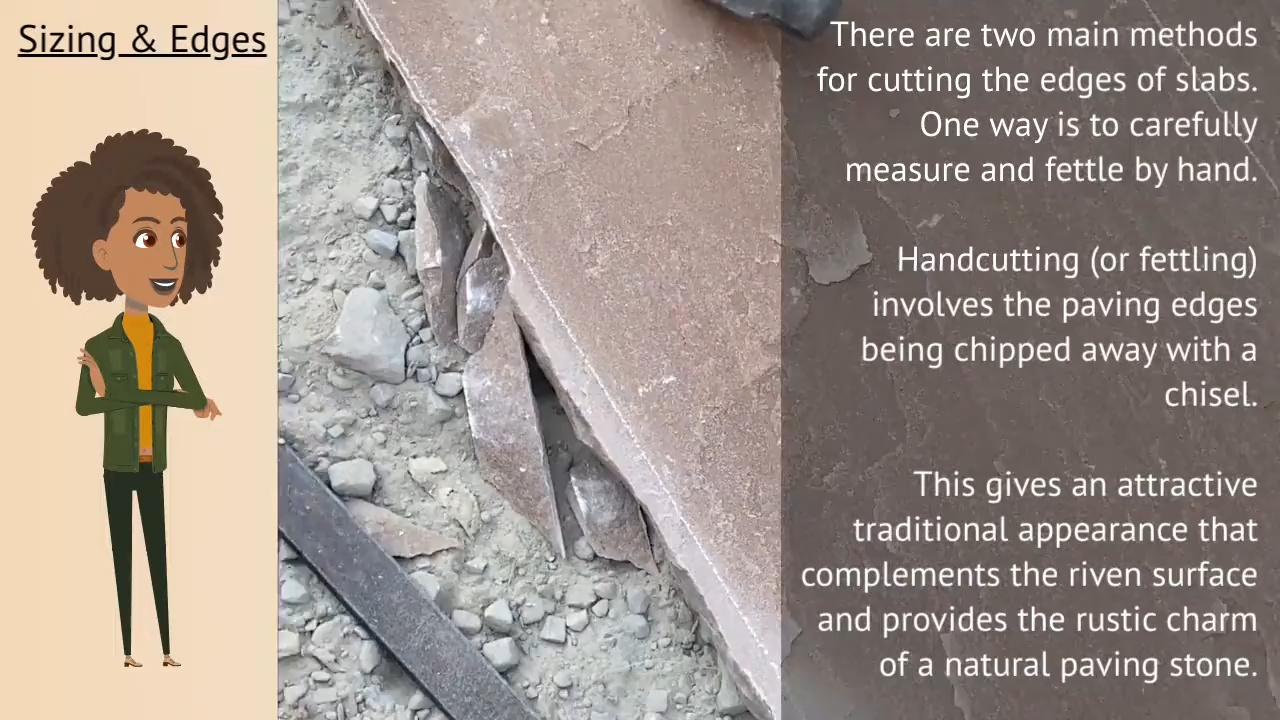 Sizing & Edges
There are two main methods
for cutting the edges of slabs.
One way is to carefully
measure and fettle by hand.
Handcutting (or fettling)
involves the paving edges
being chipped away with a
chisel.
This gives an attractive
traditional appearance that
complements the riven surface
and provides the rustic charm
of a natural paving stone.